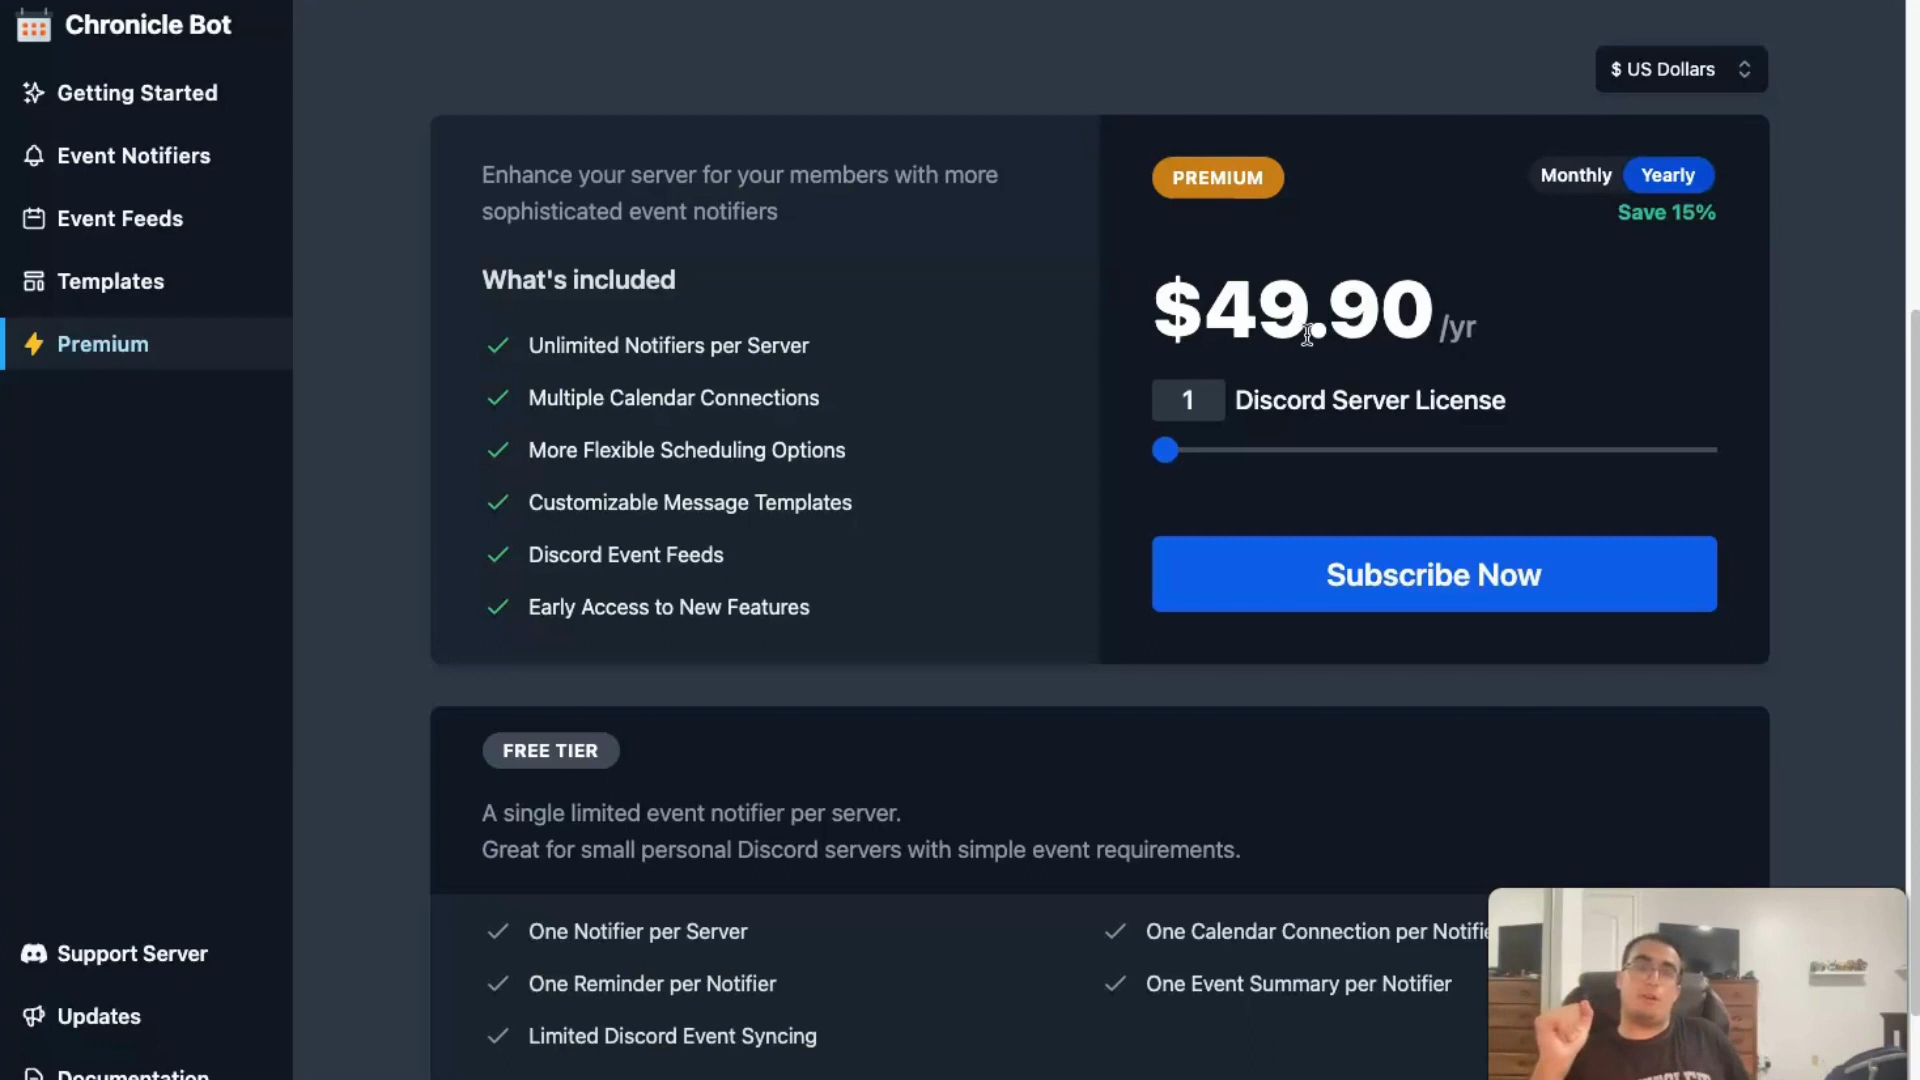 Chronicle Bot
Getting Started
Event Notifiers
Event Feeds
Templates
Premium
Support Server
Updates
Documentation
$ US Dollars
Enhance your server for your members with more
sophisticated event notifiers
What's included
Unlimited Notifiers per Server
Multiple Calendar Connections
More Flexible Scheduling Options
Customizable Message Templates
Discord Event Feeds
Early Access to New Features
PREMIUM
Monthly Yearly
Save 15%
$49.90 /yr
1 Discord Server License
Subscribe Now
FREE TIER
A single limited event notifier per server.
Great for small personal Discord servers with simple event requirements.
One Notifier per Server
One Calendar Connection per Notifie
One Reminder per Notifier
One Event Summary per Notifier
Limited Discord Event Syncing